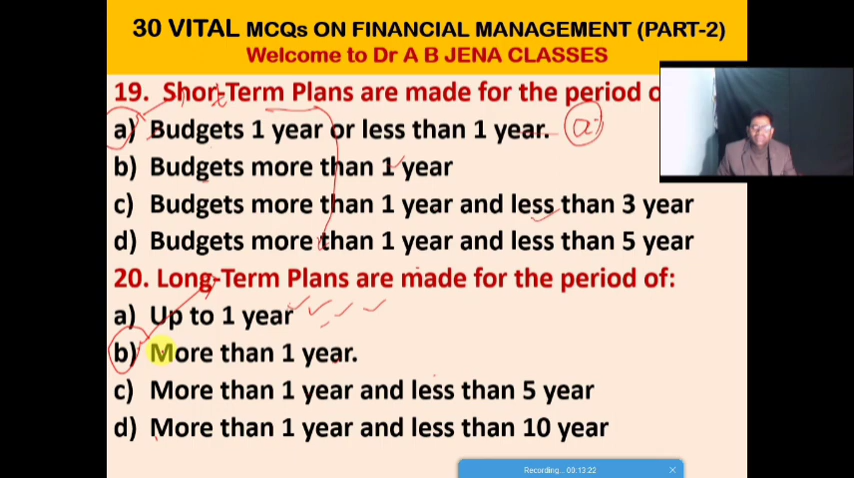 30 VITAL MCQs ON FINANCIAL MANAGEMENT (PART-2)
Welcome to Dr A B JENA CLASSES
19. Short-Term Plans are made for the period o
a) Budgets 1 year or less than 1 year. a)
b) Budgets more than 1 year
c) Budgets more than 1 year and less than 3 year
d) Budgets more than 1 year and less than 5 year
20. Long-Term Plans are made for the period of:
a) Up to 1 year
b) More than 1 year.
c) More than 1 year and less than 5 year
d) More than 1 year and less than 10 year
Recording... 00:13:22